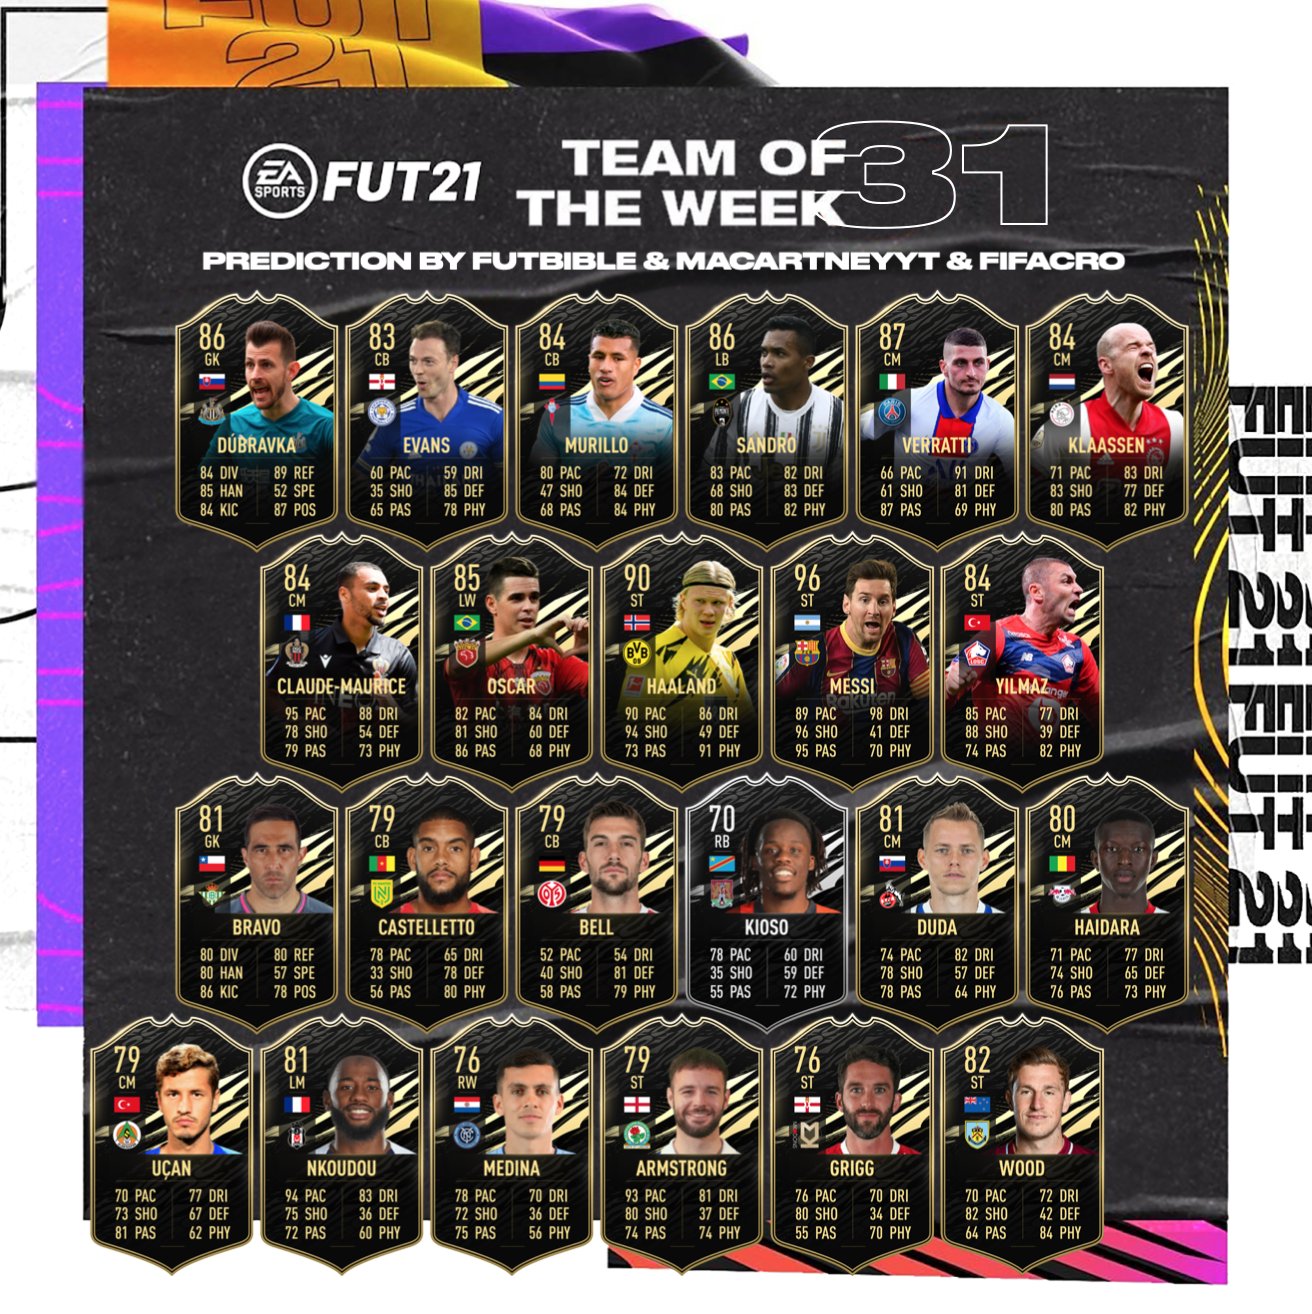 FUT
21
EA
SPORTS
FUT21
TEAM OF
THE WEEK
31
PREDICTION BY FUTBIBLE & MACARTNEYYT & FIFACRO
86
GK
DÚBRAVKA
84 DIV 89 REF
85 HAN 52 SPE
84 KIC 87 POS
83
CB
EVANS
60 PAC 59 DRI
35 SHO 85 DEF
65 PAS 78 PHY
84
CB
MURILLO
80 PAC 72 DRI
47 SHO 84 DEF
68 PAS 84 PHY
86
LB
SANDRO
83 PAC 82 DRI
68 SHO 83 DEF
80 PAS 82 PHY
87
CM
VERRATTI
66 PAC 91 DRI
61 SHO 81 DEF
87 PAS 69 PHY
84
CM
KLAASSEN
71 PAC 83 DRI
83 SHO 77 DEF
80 PAS 82 PHY
84
CM
CLAUDE-MAURICE
95 PAC 88 DRI
78 SHO 54 DEF
79 PAS 73 PHY
85
LW
OSCAR
82 PAC 84 DRI
81 SHO 60 DEF
86 PAS 68 PHY
90
ST
BVB
09
HAALAND
90 PAC 86 DRI
94 SHO 49 DEF
73 PAS 91 PHY
96
ST
MESSI
Rakuten
89 PAC 98 DRI
96 SHO 41 DEF
95 PAS 70 PHY
84
ST
YILMAZ
85 PAC 77 DRI
88 SHO 39 DEF
74 PAS 82 PHY
81
GK
BRAVO
80 DIV 80 REF
80 HAN 57 SPE
86 KIC 78 POS
79
CB
CASTELLETTO
78 PAC 65 DRI
33 SHO 78 DEF
56 PAS 80 PHY
79
CB
BELL
52 PAC 54 DRI
40 SHO 81 DEF
58 PAS 79 PHY
70
RB
KIOSO
78 PAC 60 DRI
35 SHO 59 DEF
55 PAS 72 PHY
81
CM
DUDA
74 PAC 82 DRI
78 SHO 57 DEF
78 PAS 64 PHY
80
CM
HAIDARA
71 PAC 77 DRI
74 SHO 65 DEF
76 PAS 73 PHY
79
CM
UÇAN
70 PAC 77 DRI
73 SHO 67 DEF
81 PAS 62 PHY
81
LM
NKOUDOU
94 PAC 83 DRI
75 SHO 36 DEF
72 PAS 60 PHY
76
RW
MEDINA
78 PAC 70 DRI
72 SHO 36 DEF
75 PAS 56 PHY
79
ST
ARMSTRONG
93 PAC 81 DRI
80 SHO 37 DEF
74 PAS 74 PHY
76
ST
GRIGG
76 PAC 70 DRI
80 SHO 34 DEF
55 PAS 70 PHY
82
ST
WOOD
70 PAC 72 DRI
82 SHO 42 DEF
64 PAS 84 PHY
FUT 21 FUT 21